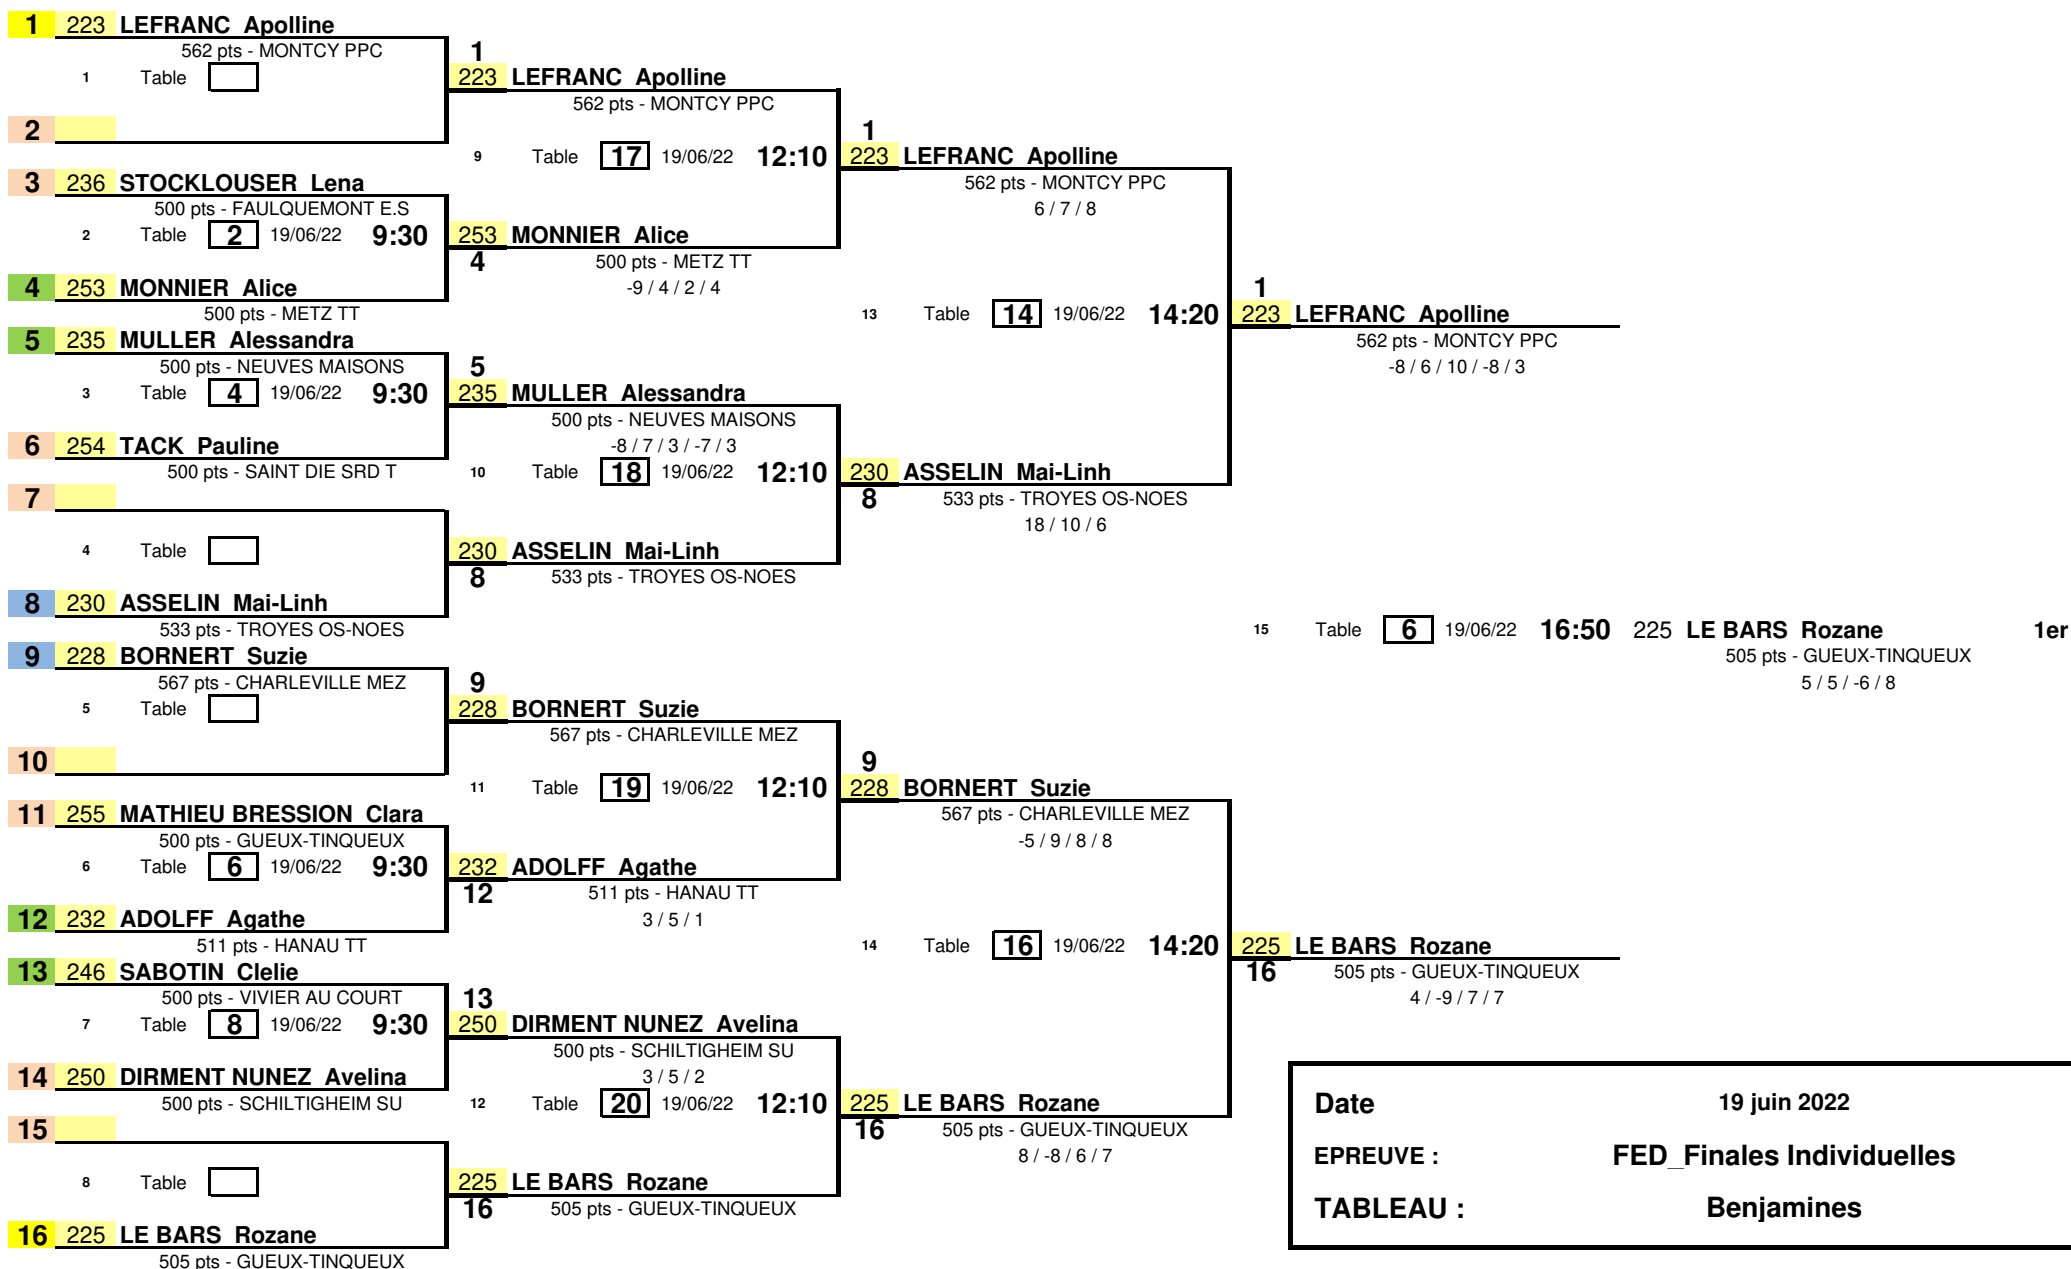 1 223 LEFRANC Apolline
562 pts - MONTCY PPC
1
1 Table
223 LEFRANC Apolline
562 pts - MONTCY PPC
2
1
9 Table 17 19/06/22 12:10
223 LEFRANC Apolline
3 236 STOCKLOUSER Lena
562 pts - MONTCY PPC
500 pts - FAULQUEMONT E.S
6 / 7 / 8
2 Table 2 19/06/22 9:30
253 MONNIER Alice
4
500 pts - METZ TT
4 253 MONNIER Alice
-9 / 4 / 2 / 4
1
500 pts - METZ TT
13 Table 14 19/06/22 14:20
223 LEFRANC Apolline
5 235 MULLER Alessandra
562 pts - MONTCY PPC
500 pts - NEUVES MAISONS
5
-8 / 6 / 10 / -8 / 3
3 Table 4 19/06/22 9:30
235 MULLER Alessandra
500 pts - NEUVES MAISONS
6 254 TACK Pauline
-8 / 7 / 3 / -7 / 3
500 pts - SAINT DIE SRD T
10 Table 18 19/06/22 12:10
230 ASSELIN Mai-Linh
7
8
533 pts - TROYES OS-NOES
18 / 10 / 6
4 Table
230 ASSELIN Mai-Linh
8
533 pts - TROYES OS-NOES
8 230 ASSELIN Mai-Linh
533 pts - TROYES OS-NOES
15 Table 6 19/06/22 16:50 225 LE BARS Rozane 1er
9 228 BORNERT Suzie
505 pts - GUEUX-TINQUEUX
567 pts - CHARLEVILLE MEZ
9
5 / 5 / -6 / 8
5 Table
228 BORNERT Suzie
567 pts - CHARLEVILLE MEZ
10
9
11 Table 19 19/06/22 12:10
228 BORNERT Suzie
11 255 MATHIEU BRESSION Clara
567 pts - CHARLEVILLE MEZ
500 pts - GUEUX-TINQUEUX
-5 / 9 / 8 / 8
6 Table 6 19/06/22 9:30
232 ADOLFF Agathe
12
511 pts - HANAU TT
12 232 ADOLFF Agathe
3 / 5 / 1
511 pts - HANAU TT
14 Table 16 19/06/22 14:20
225 LE BARS Rozane
13 246 SABOTIN Clelie
16
505 pts - GUEUX-TINQUEUX
500 pts - VIVIER AU COURT
13
4 / -9 / 7 / 7
7 Table 8 19/06/22 9:30
250 DIRMENT NUNEZ Avelina
500 pts - SCHILTIGHEIM SU
14 250 DIRMENT NUNEZ Avelina
3 / 5 / 2
500 pts - SCHILTIGHEIM SU
12 Table 20 19/06/22 12:10
225 LE BARS Rozane
15
16
505 pts - GUEUX-TINQUEUX
8 / -8 / 6 / 7
8 Table
225 LE BARS Rozane
16
505 pts - GUEUX-TINQUEUX
16 225 LE BARS Rozane
505 pts - GUEUX-TINQUEUX
Date 19 juin 2022
EPREUVE : FED_Finales Individuelles
TABLEAU : Benjamines